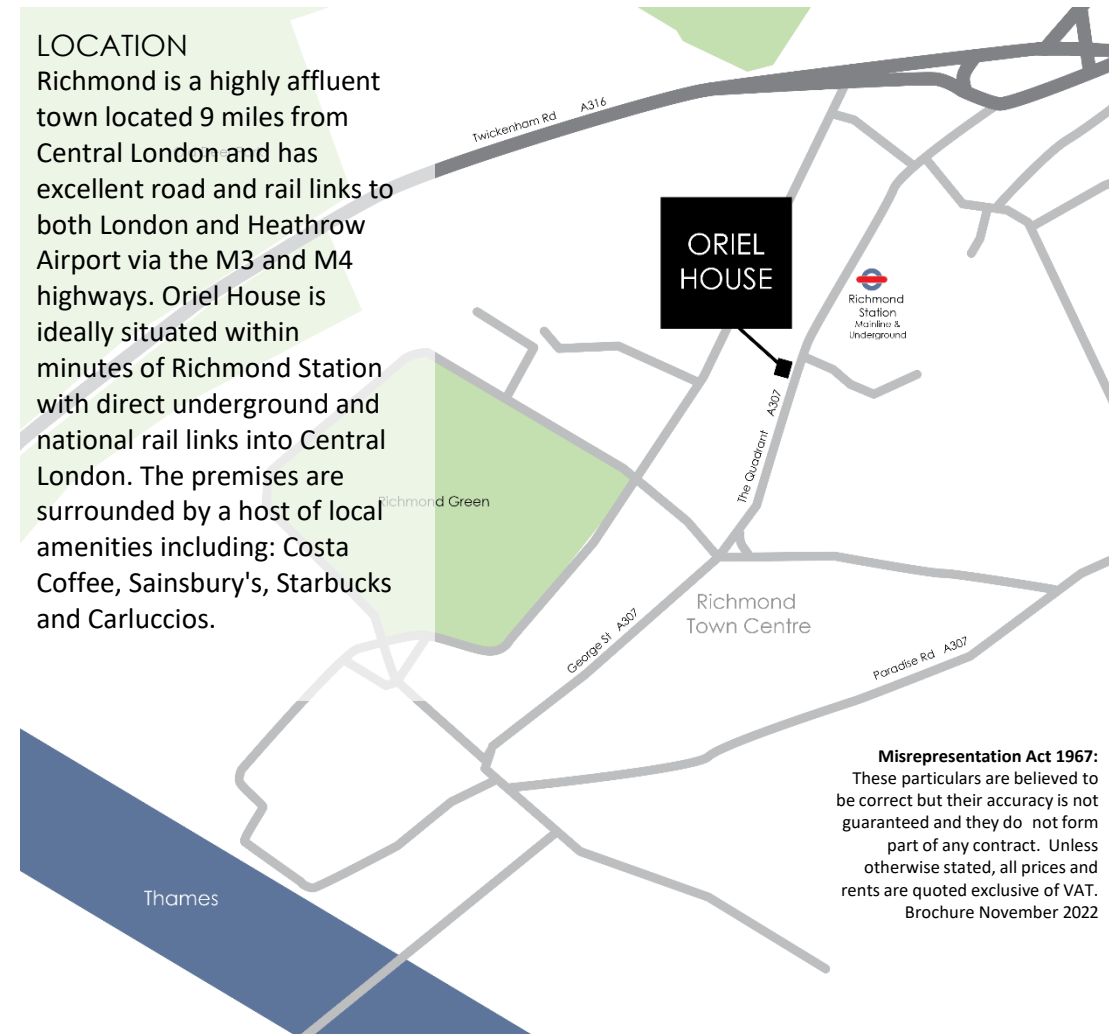 LOCATION
Richmond is a highly affluent
town located 9 miles from
Central London and has
excellent road and rail links to
both London and Heathrow
Airport via the M3 and M4
highways. Oriel House is
ideally situated within
minutes of Richmond Station
with direct underground and
national rail links into Central
London. The premises are
surrounded by a host of local
amenities including: Costa
Coffee, Sainsbury's, Starbucks
and Carluccios.
Twickenham Rd A316
ORIEL
HOUSE
Richmond
Station
Mainline &
Underground
The Quadrant A307
Richmond Green
Richmond
Town Centre
George St A307
Paradise Rd A307
Thames
Misrepresentation Act 1967:
These particulars are believed to
be correct but their accuracy is not
guaranteed and they do not form
part of any contract. Unless
otherwise stated, all prices and
rents are quoted exclusive of VAT.
Brochure November 2022